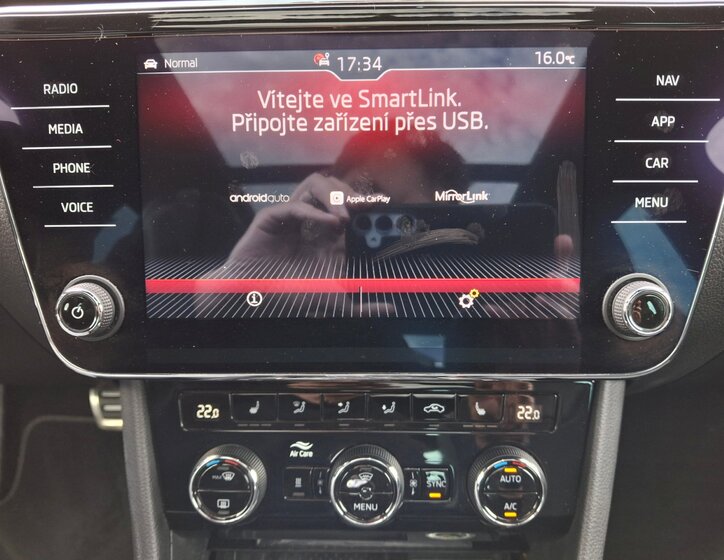 Normal 17:34 16.0°C
RADIO
MEDIA
PHONE
VOICE
Vítejte ve SmartLink.
Připojte zařízení přes USB.
androidauto Apple CarPlay MirrorLink
NAV
APP
CAR
MENU
22.0 22.0
Air Care
MAX
MENU
SYNC
AUTO
A/C